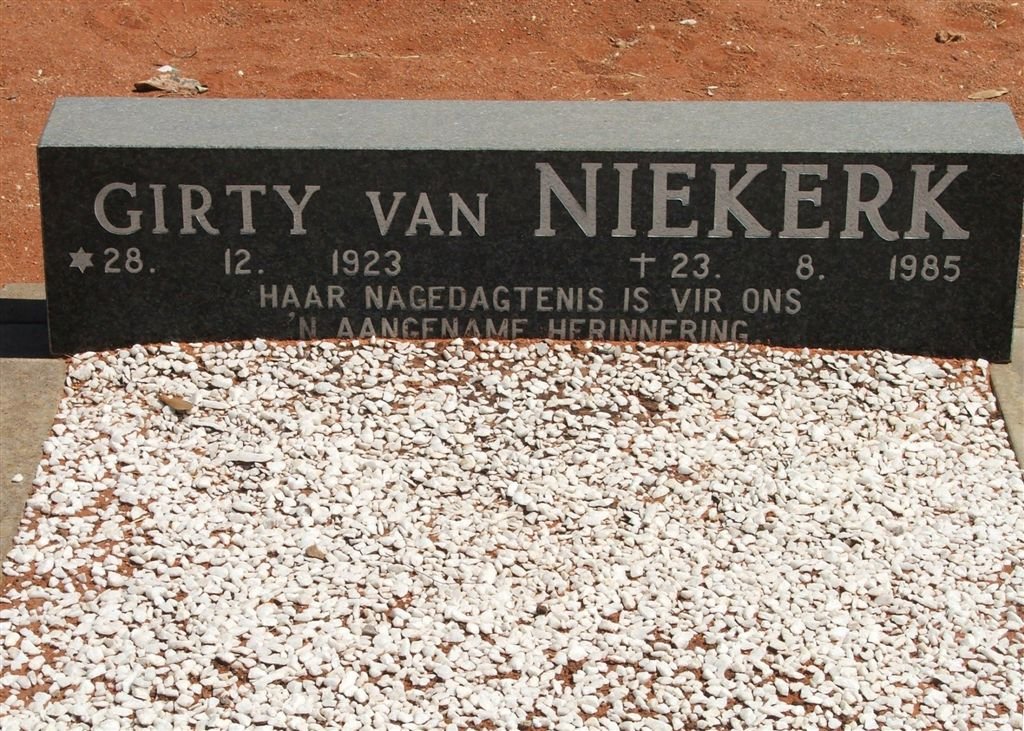 GIRTY VAN NIEKERK
✶ 28. 12. 1923 † 23. 8. 1985
HAAR NAGEDAGTENIS IS VIR ONS
'N AANGENAME HERINNERING